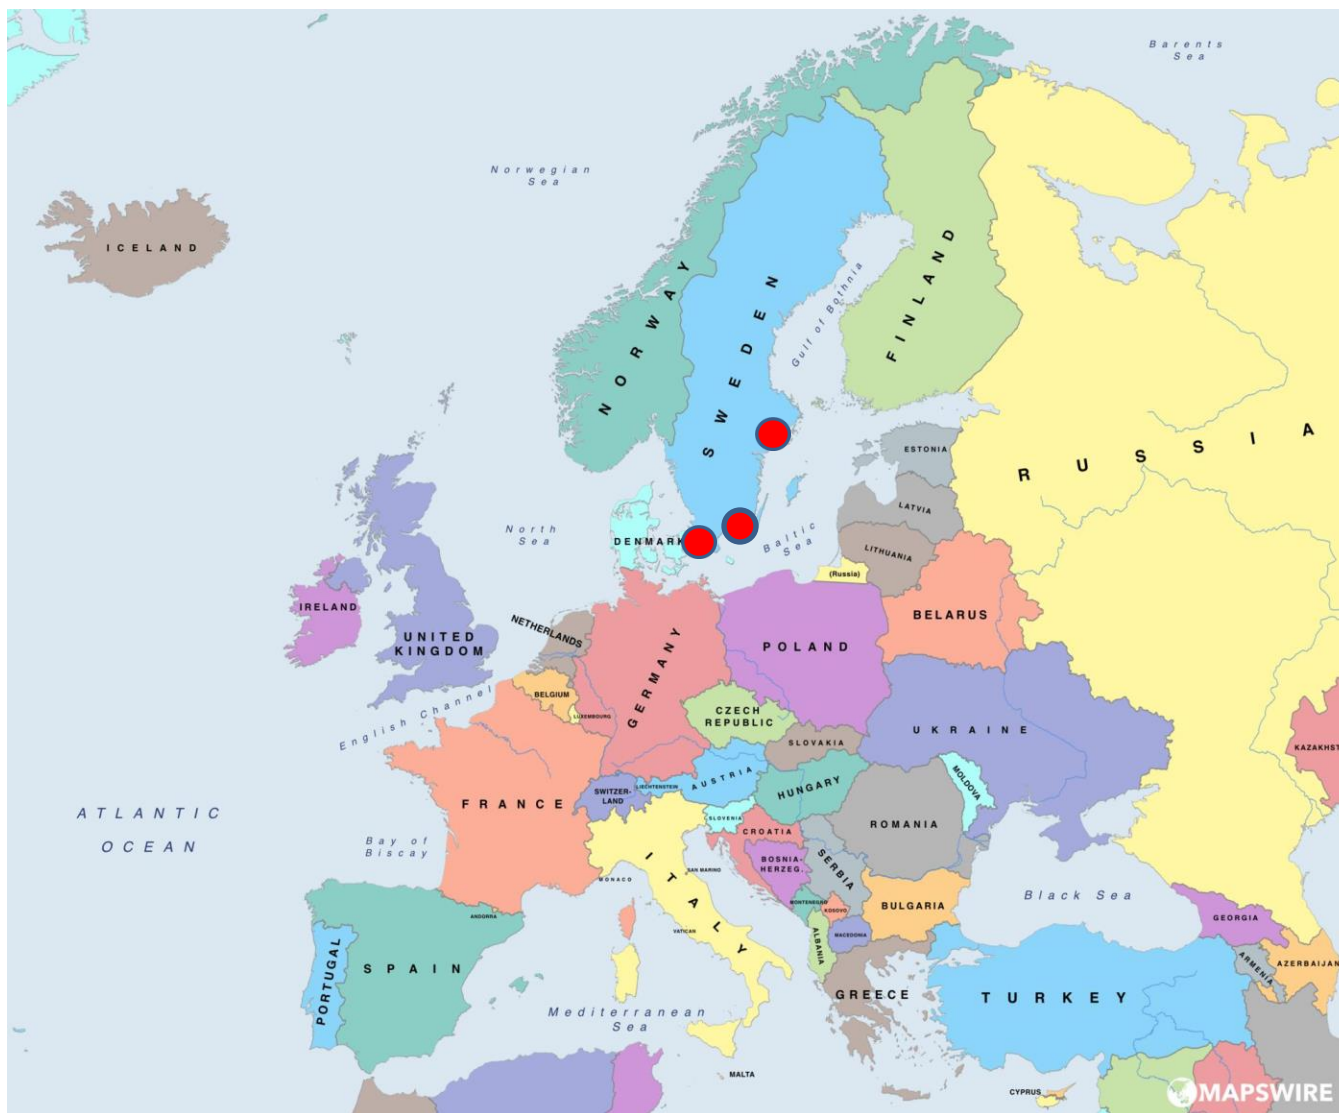 Barents
Sea
Norwegian
Sea
ICELAND
NORWAY
SWEDEN
FINLAND
Gulf of Bothnia
RUSSIA
ESTONIA
LATVIA
LITHUANIA
(Russia)
North
Sea
DENMARK
Baltic
Sea
IRELAND
UNITED
KINGDOM
NETHERLANDS
BELGIUM
LUXEMBOURG
GERMANY
POLAND
BELARUS
English Channel
CZECH
REPUBLIC
SLOVAKIA
UKRAINE
KAZAKHST
MOLDOVA
FRANCE
SWITZER-
LAND
LIECHTENSTEIN
AUSTRIA
HUNGARY
SLOVENIA
CROATIA
ROMANIA
ATLANTIC
OCEAN
Bay of
Biscay
BOSNIA-
HERZEG.
SERBIA
ITALY
SAN MARINO
MONACO
MONTENEGRO
KOSOVO
BULGARIA
Black Sea
GEORGIA
ANDORRA
VATICAN
ALBANIA
MACEDONIA
ARMENIA
AZERBAIJAN
PORTUGAL
SPAIN
GREECE
TURKEY
Mediterranean
Sea
MALTA
CYPRUS
MAPSWIRE